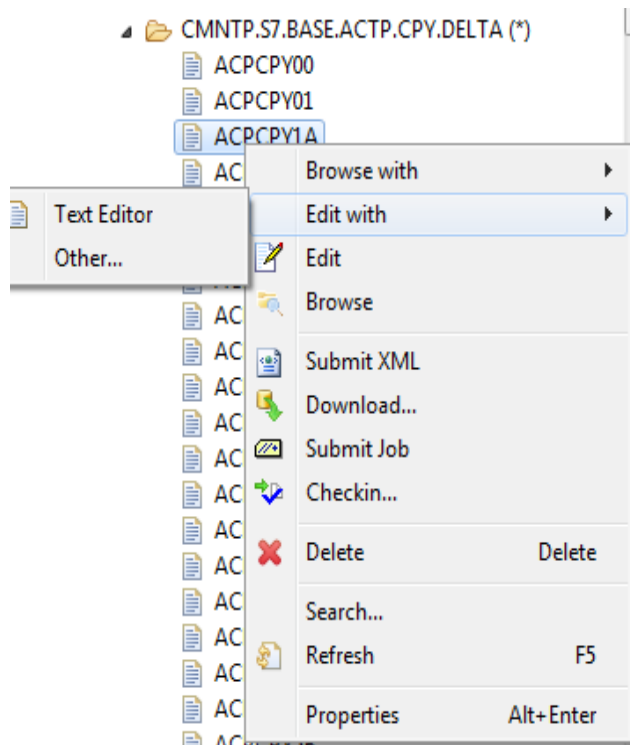 CMNTP.S7.BASE.ACTP.CPY.DELTA (*)
ACPCPY00
ACPCPY01
ACPCPY1A
AC
Browse with
Text Editor
Edit with
Other...
Edit
Browse
AC
AC
Submit XML
AC
Download...
AC
AC
Submit Job
AC
Checkin...
AC
AC
Delete Delete
AC
Search...
AC
Refresh F5
AC
AC
Properties Alt+Enter